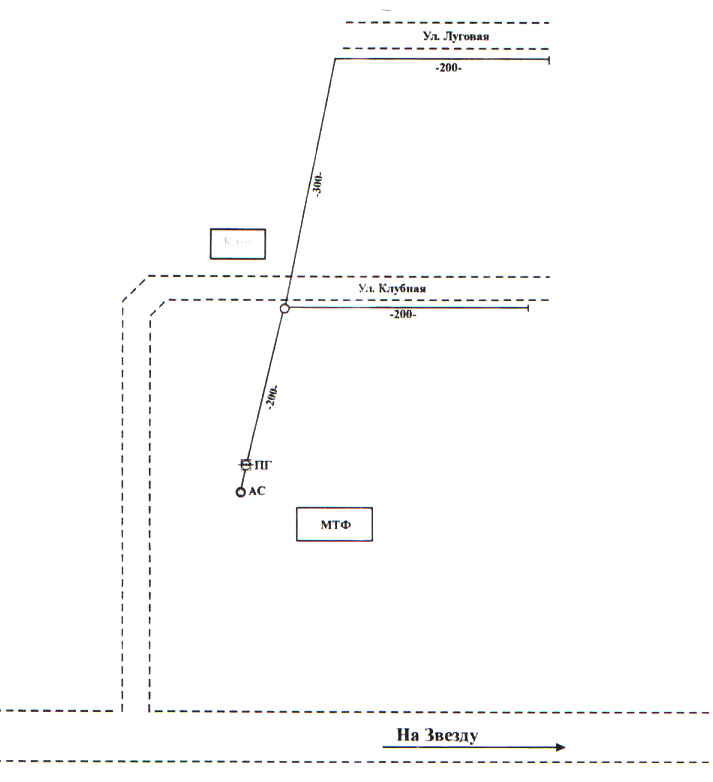 Ул. Луговая
-200-
-300-
Ул. Клубная
-200-
-200-
ПГ
АС
МТФ
На Звезду